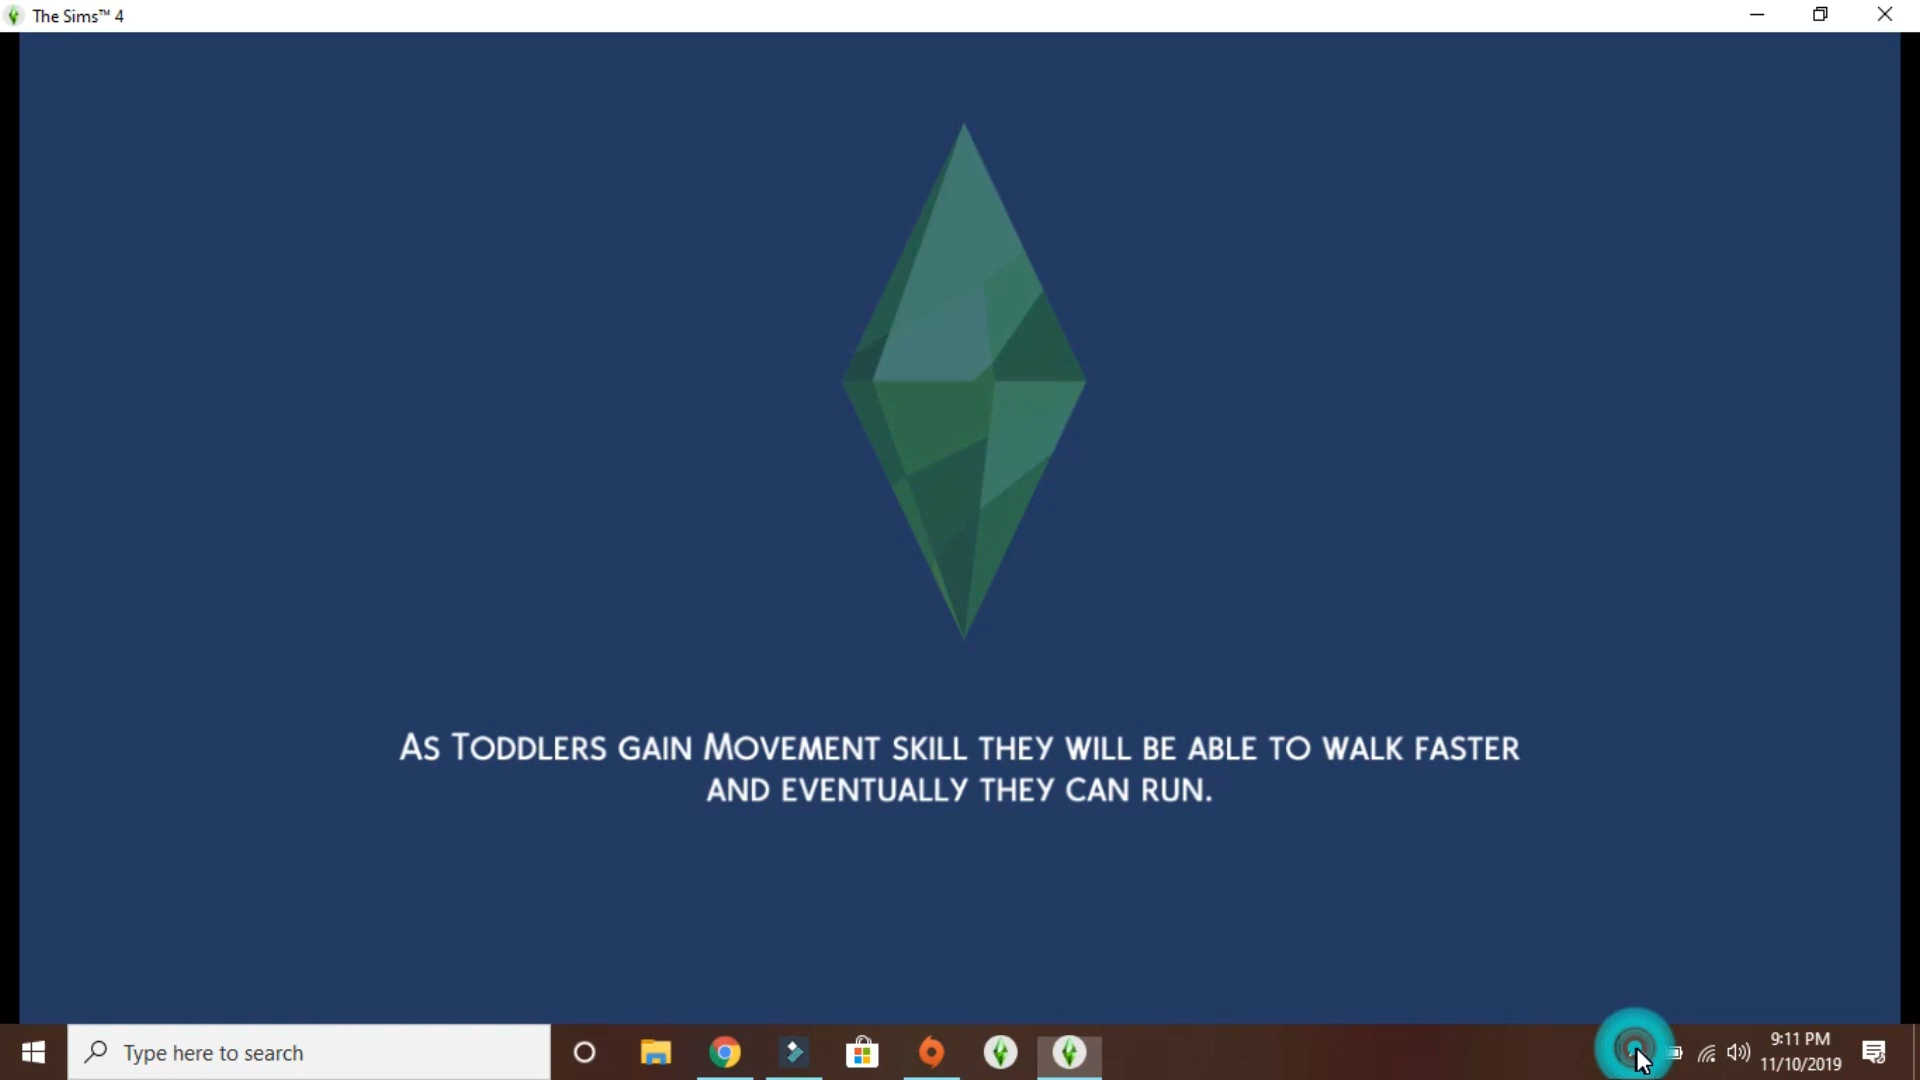 The Sims™ 4
As Toddlers gain Movement skill they will be able to walk faster
and eventually they can run.
Type here to search
9:11 PM
11/10/2019